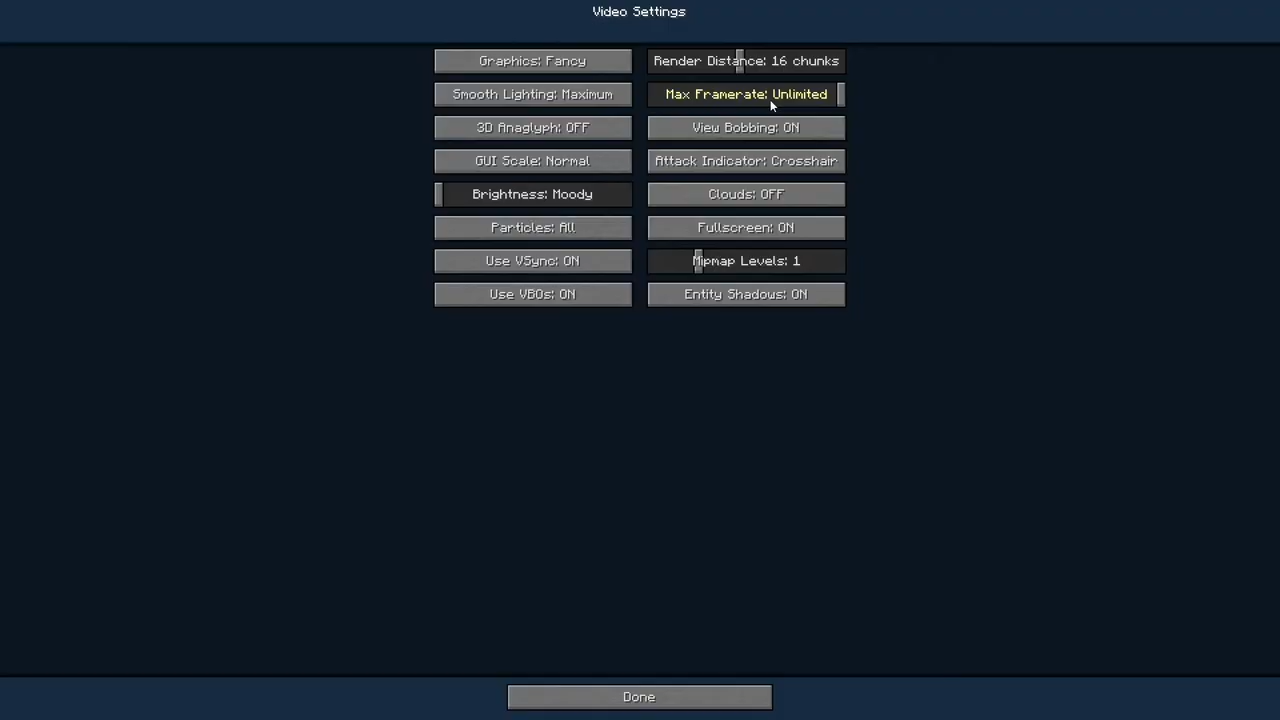 Video Settings
Graphics: Fancy
Render Distance: 16 chunks
Smooth Lighting: Maximum
Max Framerate: Unlimited
3D Anaglyph: OFF
View Bobbing: ON
GUI Scale: Normal
Attack Indicator: Crosshair
Brightness: Moody
Clouds: OFF
Particles: All
Fullscreen: ON
Use VSync: ON
Mipmap Levels: 1
Use VBOs: ON
Entity Shadows: ON
Done